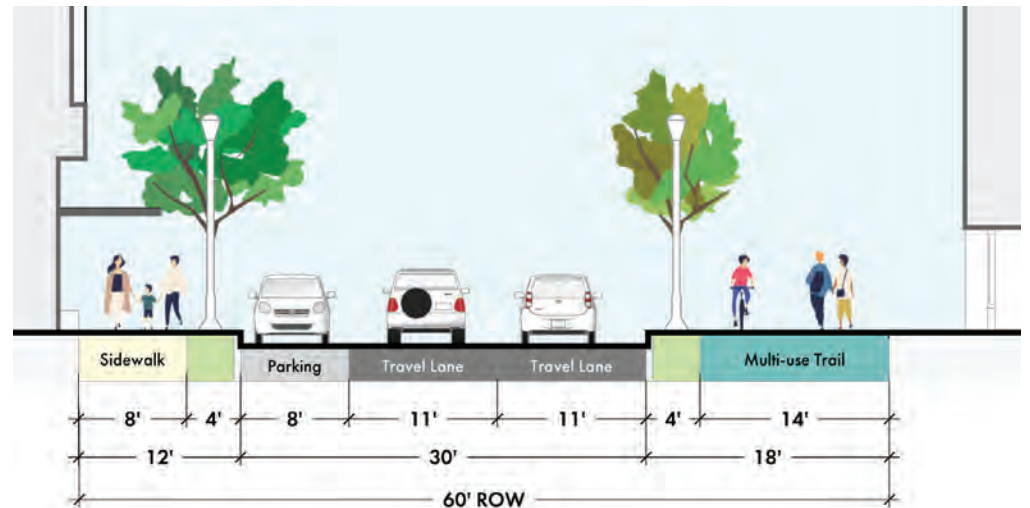 Sidewalk Parking Travel Lane Travel Lane Multi-use Trail
8' 4' 8' 11' 11' 4' 14'
12' 30' 18'
60' ROW